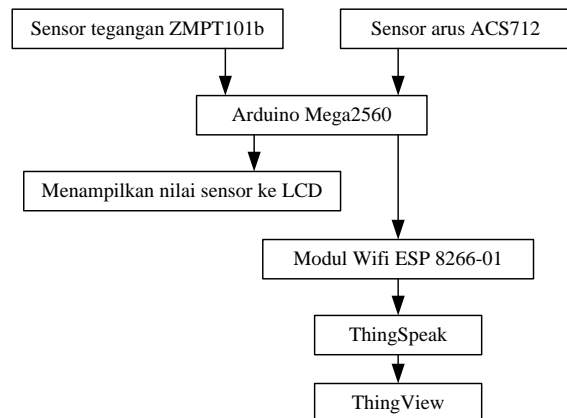 Sensor tegangan ZMPT101b
Sensor arus ACS712
Arduino Mega2560
Menampilkan nilai sensor ke LCD
Modul Wifi ESP 8266-01
ThingSpeak
ThingView